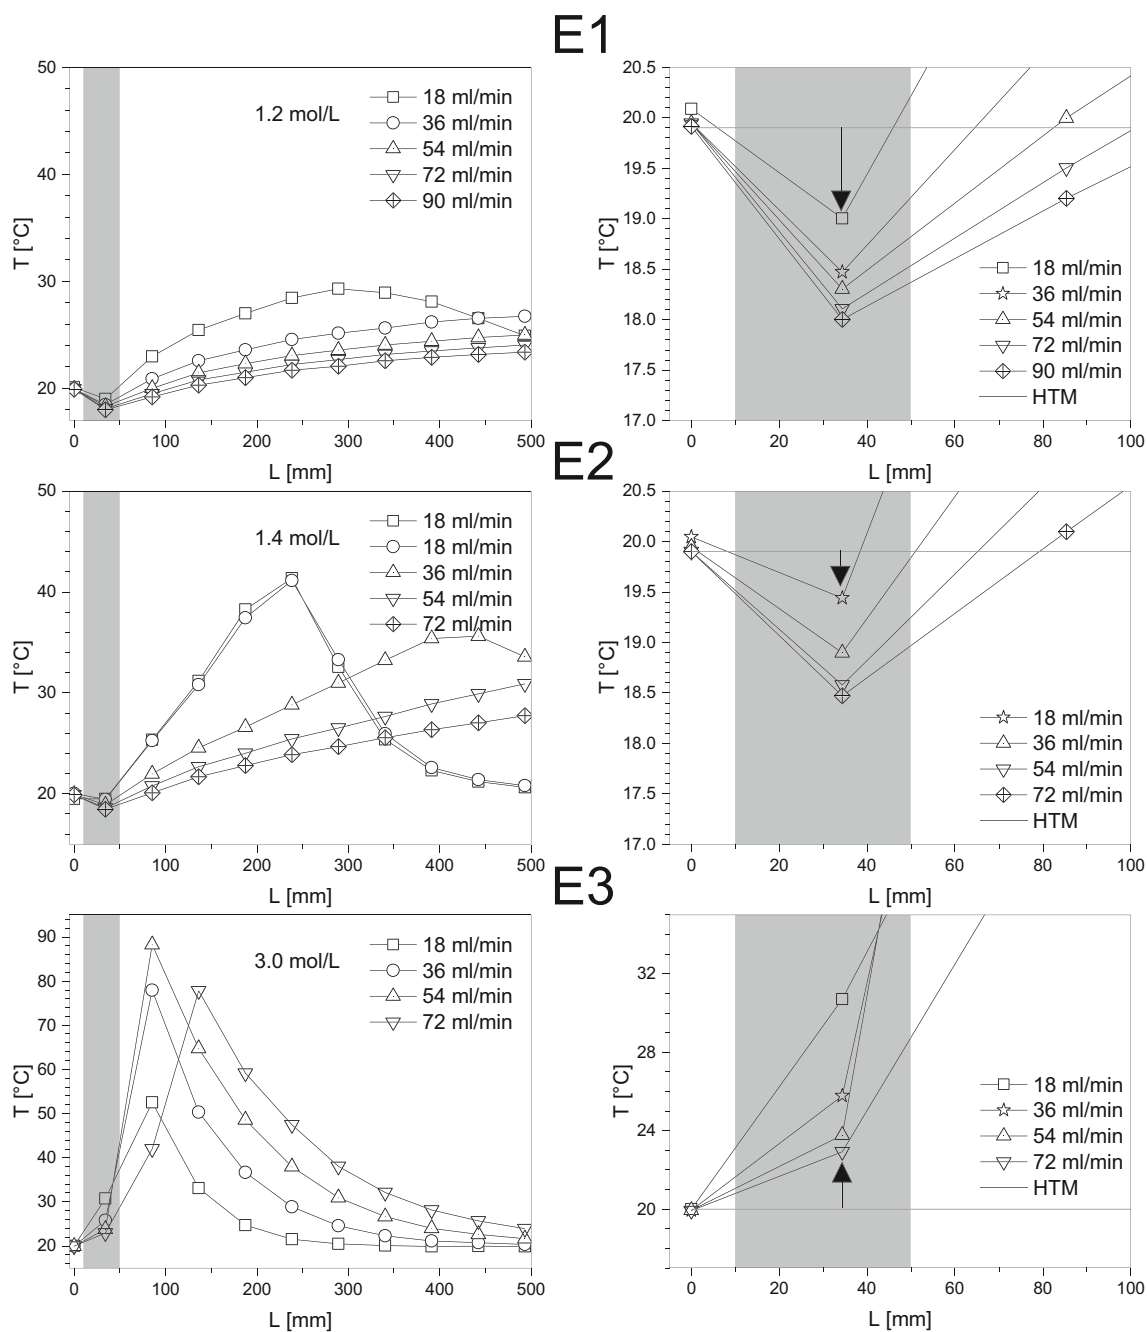 E1
50
40
30
20
T [°C]
1.2 mol/L
18 ml/min
36 ml/min
54 ml/min
72 ml/min
90 ml/min
0 100 200 300 400 500
L [mm]
20.5
20.0
19.5
19.0
18.5
18.0
17.5
17.0
T [°C]
18 ml/min
36 ml/min
54 ml/min
72 ml/min
90 ml/min
HTM
0 20 40 60 80 100
L [mm]
E2
50
40
30
20
T [°C]
1.4 mol/L
18 ml/min
18 ml/min
36 ml/min
54 ml/min
72 ml/min
0 100 200 300 400 500
L [mm]
20.5
20.0
19.5
19.0
18.5
18.0
17.5
17.0
T [°C]
18 ml/min
36 ml/min
54 ml/min
72 ml/min
HTM
0 20 40 60 80 100
L [mm]
E3
90
80
70
60
50
40
30
20
T [°C]
3.0 mol/L
18 ml/min
36 ml/min
54 ml/min
72 ml/min
0 100 200 300 400 500
L [mm]
32
28
24
20
T [°C]
18 ml/min
36 ml/min
54 ml/min
72 ml/min
HTM
0 20 40 60 80 100
L [mm]